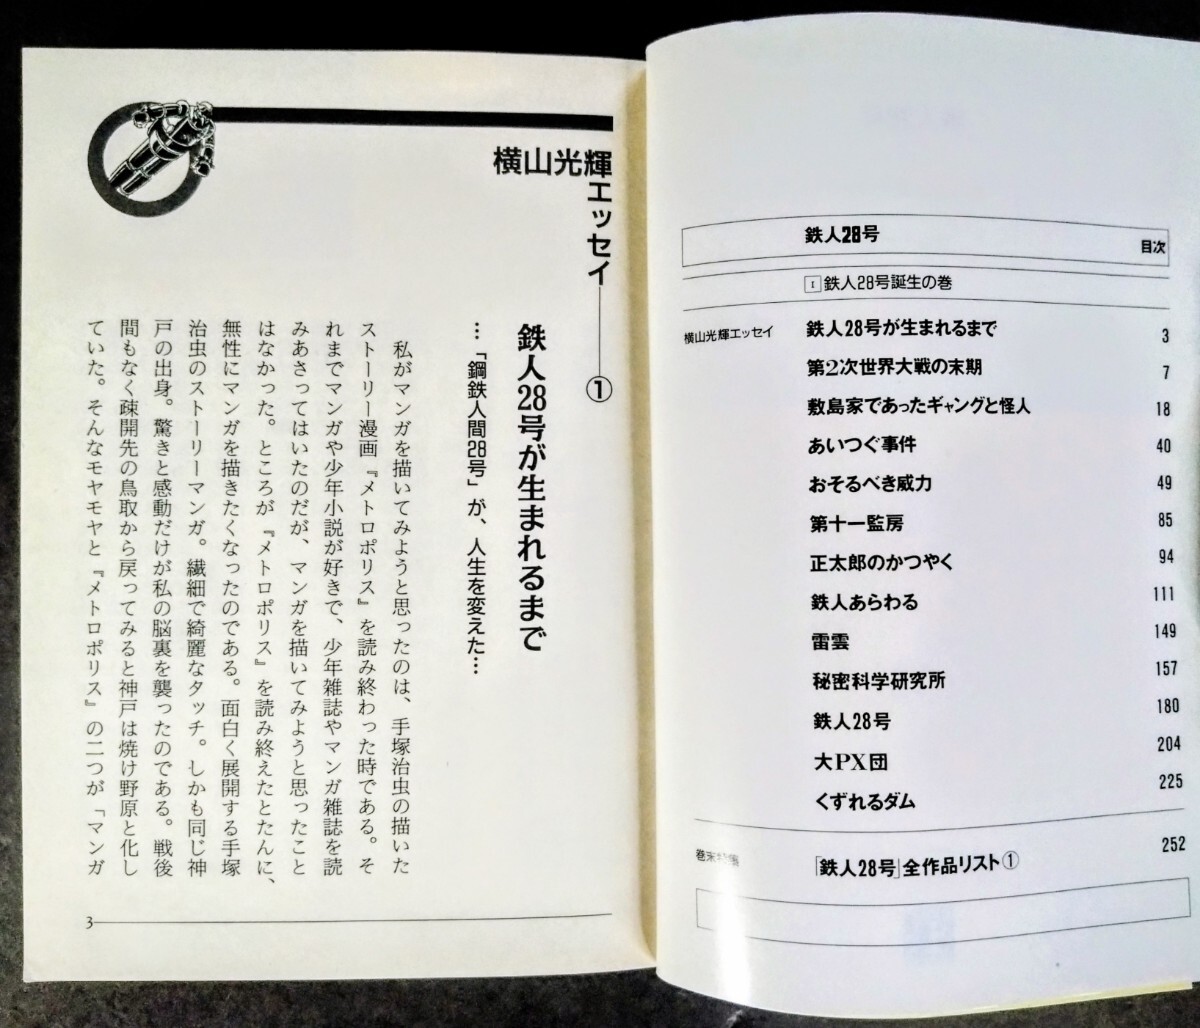 鉄人28号
目次
I 鉄人28号誕生の巻
横山光輝エッセイ 鉄人28号が生まれるまで 3
第2次世界大戦の末期 7
敷島家であったギャングと怪人 18
あいつぐ事件 40
おそるべき威力 49
第十一監房 85
正太郎のかつやく 94
鉄人あらわる 111
雷雲 149
秘密科学研究所 157
鉄人28号 180
大PX団 204
くずれるダム 225
巻末特集 「鉄人28号」全作品リスト① 252
横山光輝エッセイ——①
鉄人28号が生まれるまで
…「鋼鉄人間28号」が、人生を変えた…
私がマンガを描いてみようと思ったのは、手塚治虫の描いた
ストーリー漫画『メトロポリス』を読み終わった時である。そ
れまでマンガや少年小説が好きで、少年雑誌やマンガ雑誌を読
みあさってはいたのだが、マンガを描いてみようと思ったこと
はなかった。ところが『メトロポリス』を読み終えたとたんに、
無性にマンガを描きたくなったのである。面白く展開する手塚
治虫のストーリーマンガ。繊細で綺麗なタッチ。しかも同じ神
戸の出身。驚きと感動だけが私の脳裏を襲ったのである。戦後
間もなく疎開先の鳥取から戻ってみると神戸は焼け野原と化し
ていた。そんなモヤモヤと『メトロポリス』の二つが「マンガ
3